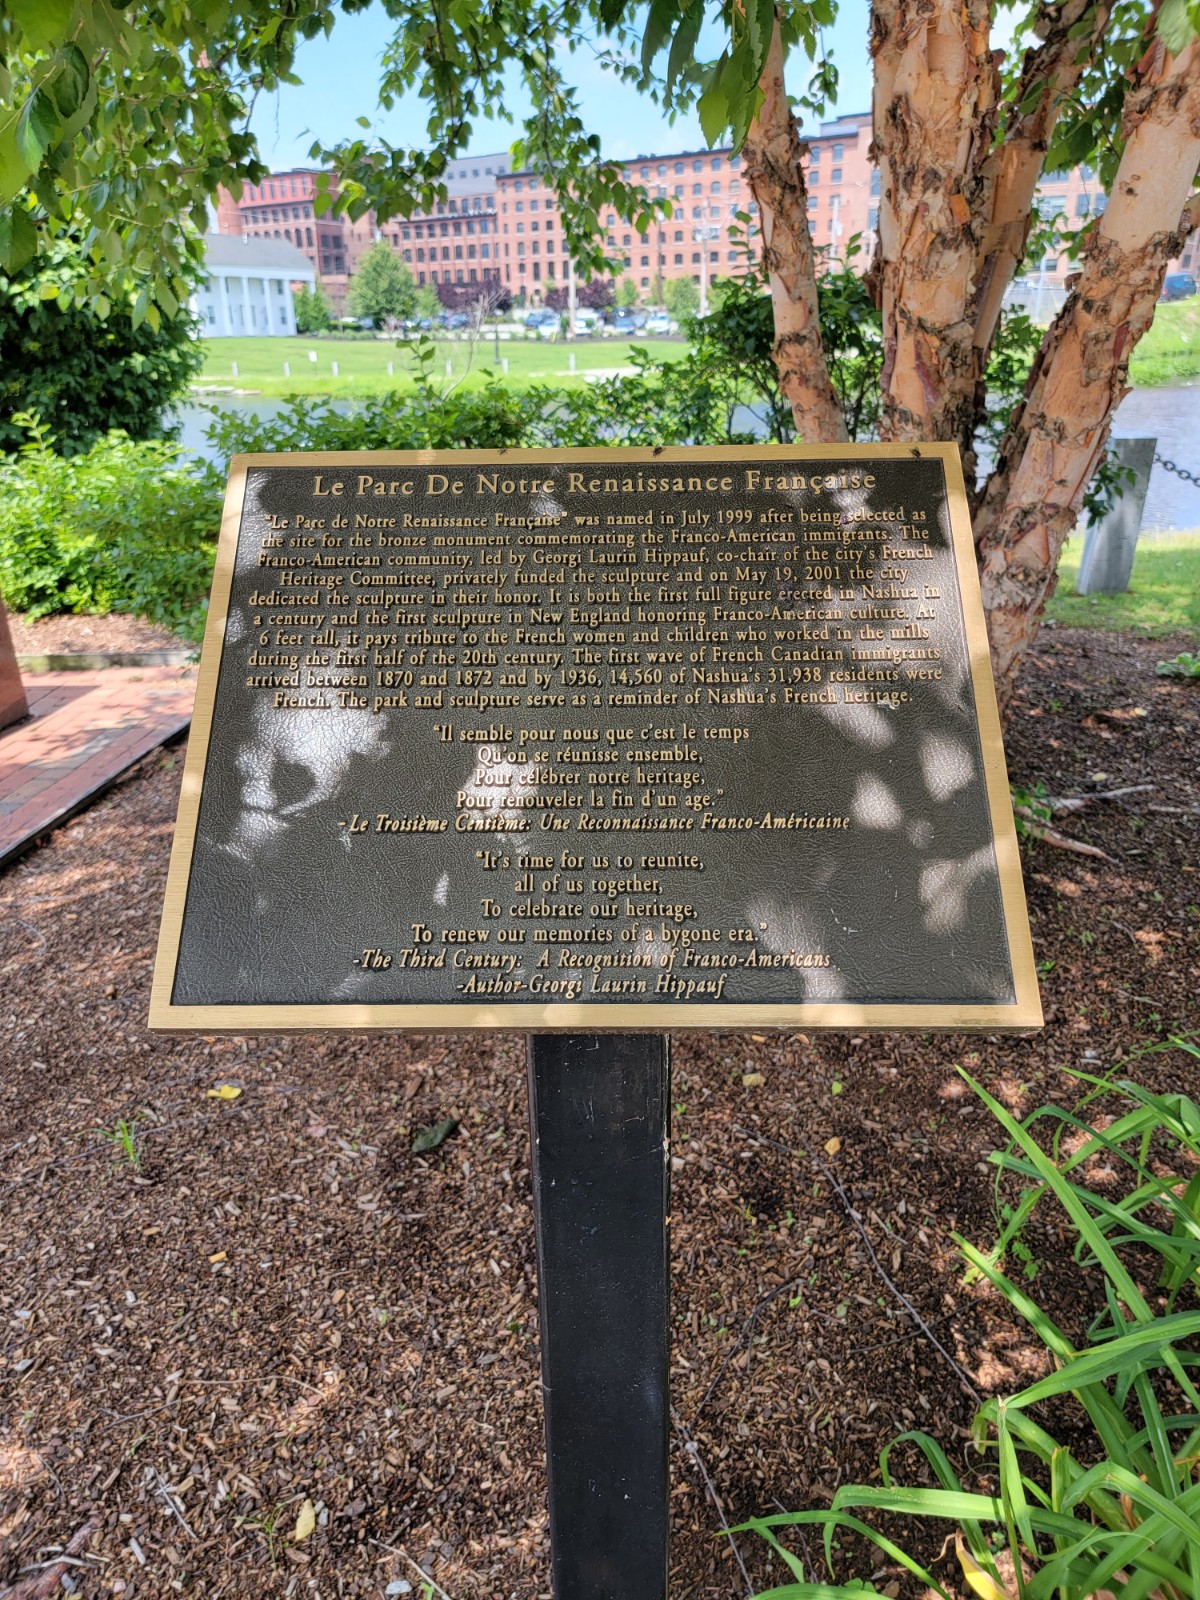 Le Parc De Notre Renaissance Française
"Le Parc de Notre Renaissance Française" was named in July 1999 after being selected as
the site for the bronze monument commemorating the Franco-American immigrants. The
Franco-American community, led by Georgi Laurin Hippauf, co-chair of the city's French
Heritage Committee, privately funded the sculpture and on May 19, 2001 the city
dedicated the sculpture in their honor. It is both the first full figure erected in Nashua in
a century and the first sculpture in New England honoring Franco-American culture. At
6 feet tall, it pays tribute to the French women and children who worked in the mills
during the first half of the 20th century. The first wave of French Canadian immigrants
arrived between 1870 and 1872 and by 1936, 14,560 of Nashua's 31,938 residents were
French. The park and sculpture serve as a reminder of Nashua's French heritage.
"Il semble pour nous que c'est le temps
Qu'on se réunisse ensemble,
Pour célébrer notre heritage,
Pour renouveler la fin d'un age."
-Le Troisième Centième: Une Reconnaissance Franco-Américaine
"It's time for us to reunite,
all of us together,
To celebrate our heritage,
To renew our memories of a bygone era."
-The Third Century: A Recognition of Franco-Americans
-Author-Georgi Laurin Hippauf